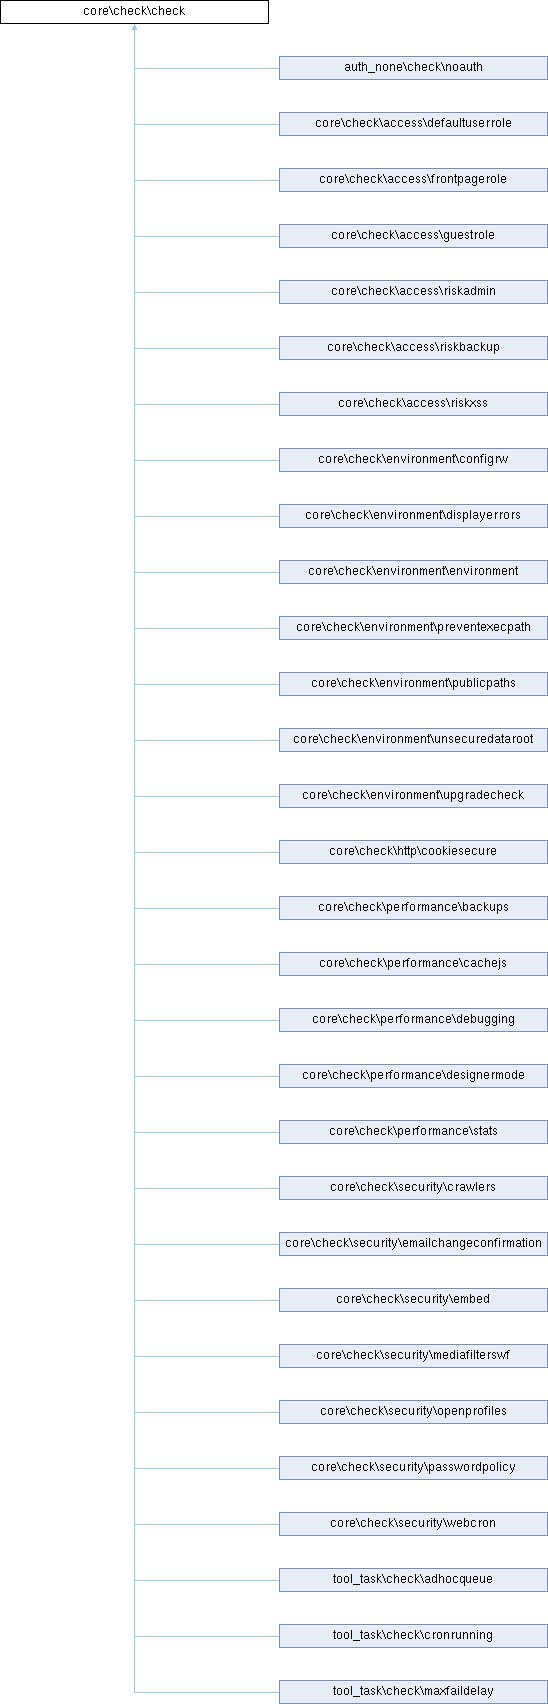 core\check\check
auth_none\check\noauth
core\check\access\defaultuserrole
core\check\access\frontpagerole
core\check\access\guestrole
core\check\access\riskadmin
core\check\access\riskbackup
core\check\access\riskxss
core\check\environment\configrw
core\check\environment\displayerrors
core\check\environment\environment
core\check\environment\preventexecpath
core\check\environment\publicpaths
core\check\environment\unsecuredataroot
core\check\environment\upgradecheck
core\check\http\cookiesecure
core\check\performance\backups
core\check\performance\cachejs
core\check\performance\debugging
core\check\performance\designermode
core\check\performance\stats
core\check\security\crawlers
core\check\security\emailchangeconfirmation
core\check\security\embed
core\check\security\mediafilterswf
core\check\security\openprofiles
core\check\security\passwordpolicy
core\check\security\webcron
tool_task\check\adhocqueue
tool_task\check\cronrunning
tool_task\check\maxfaildelay